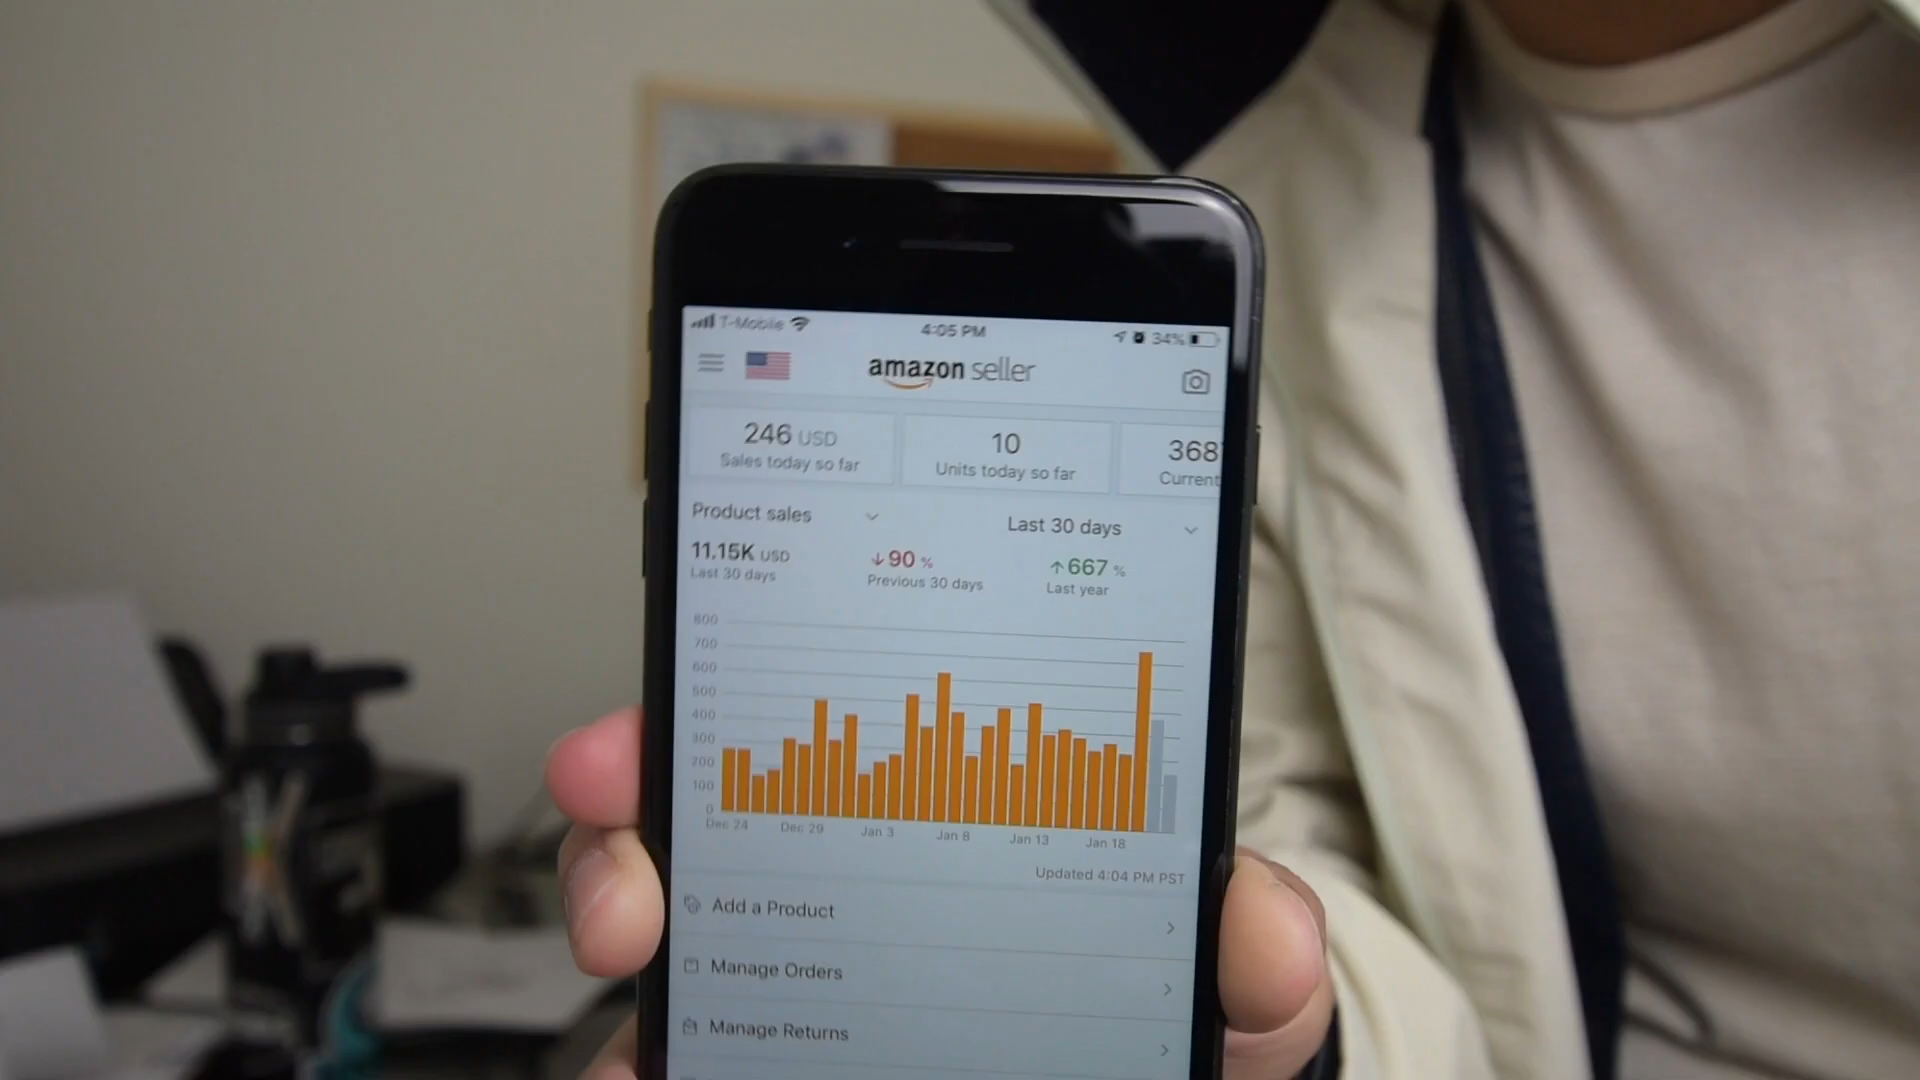 T-Mobile
4:05 PM
34%
amazon seller
246 USD
Sales today so far
10
Units today so far
368
Current
Product sales
Last 30 days
11.15K USD
Last 30 days
↓90 %
Previous 30 days
↑667 %
Last year
800
700
600
500
400
300
200
100
0
Dec 24
Dec 29
Jan 3
Jan 8
Jan 13
Jan 18
Updated 4:04 PM PST
Add a Product
Manage Orders
Manage Returns